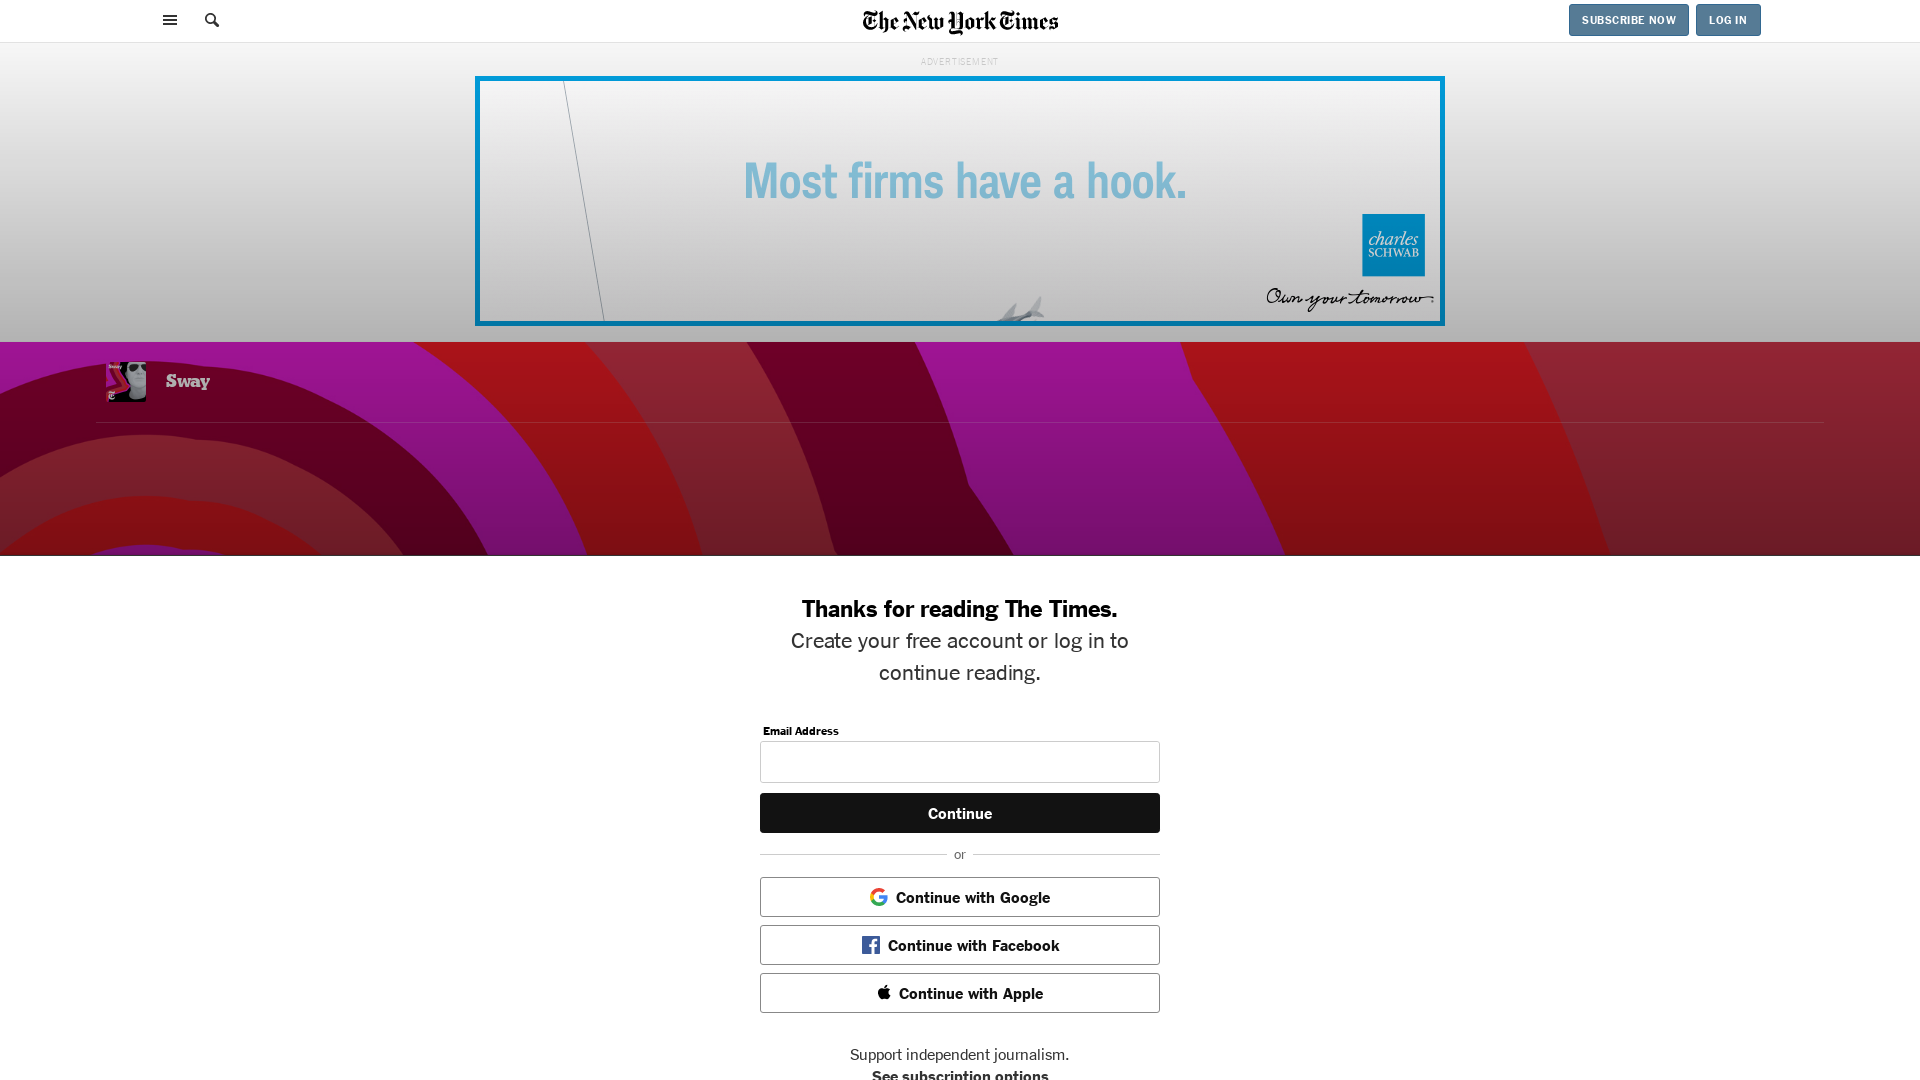 The New York Times
SUBSCRIBE NOW
LOG IN
ADVERTISEMENT
Most firms have a hook.
charles
SCHWAB
Own your tomorrow.
Sway
Sway
Thanks for reading The Times.
Create your free account or log in to
continue reading.
Email Address
Continue
or
Continue with Google
Continue with Facebook
Continue with Apple
Support independent journalism.
See subscription options